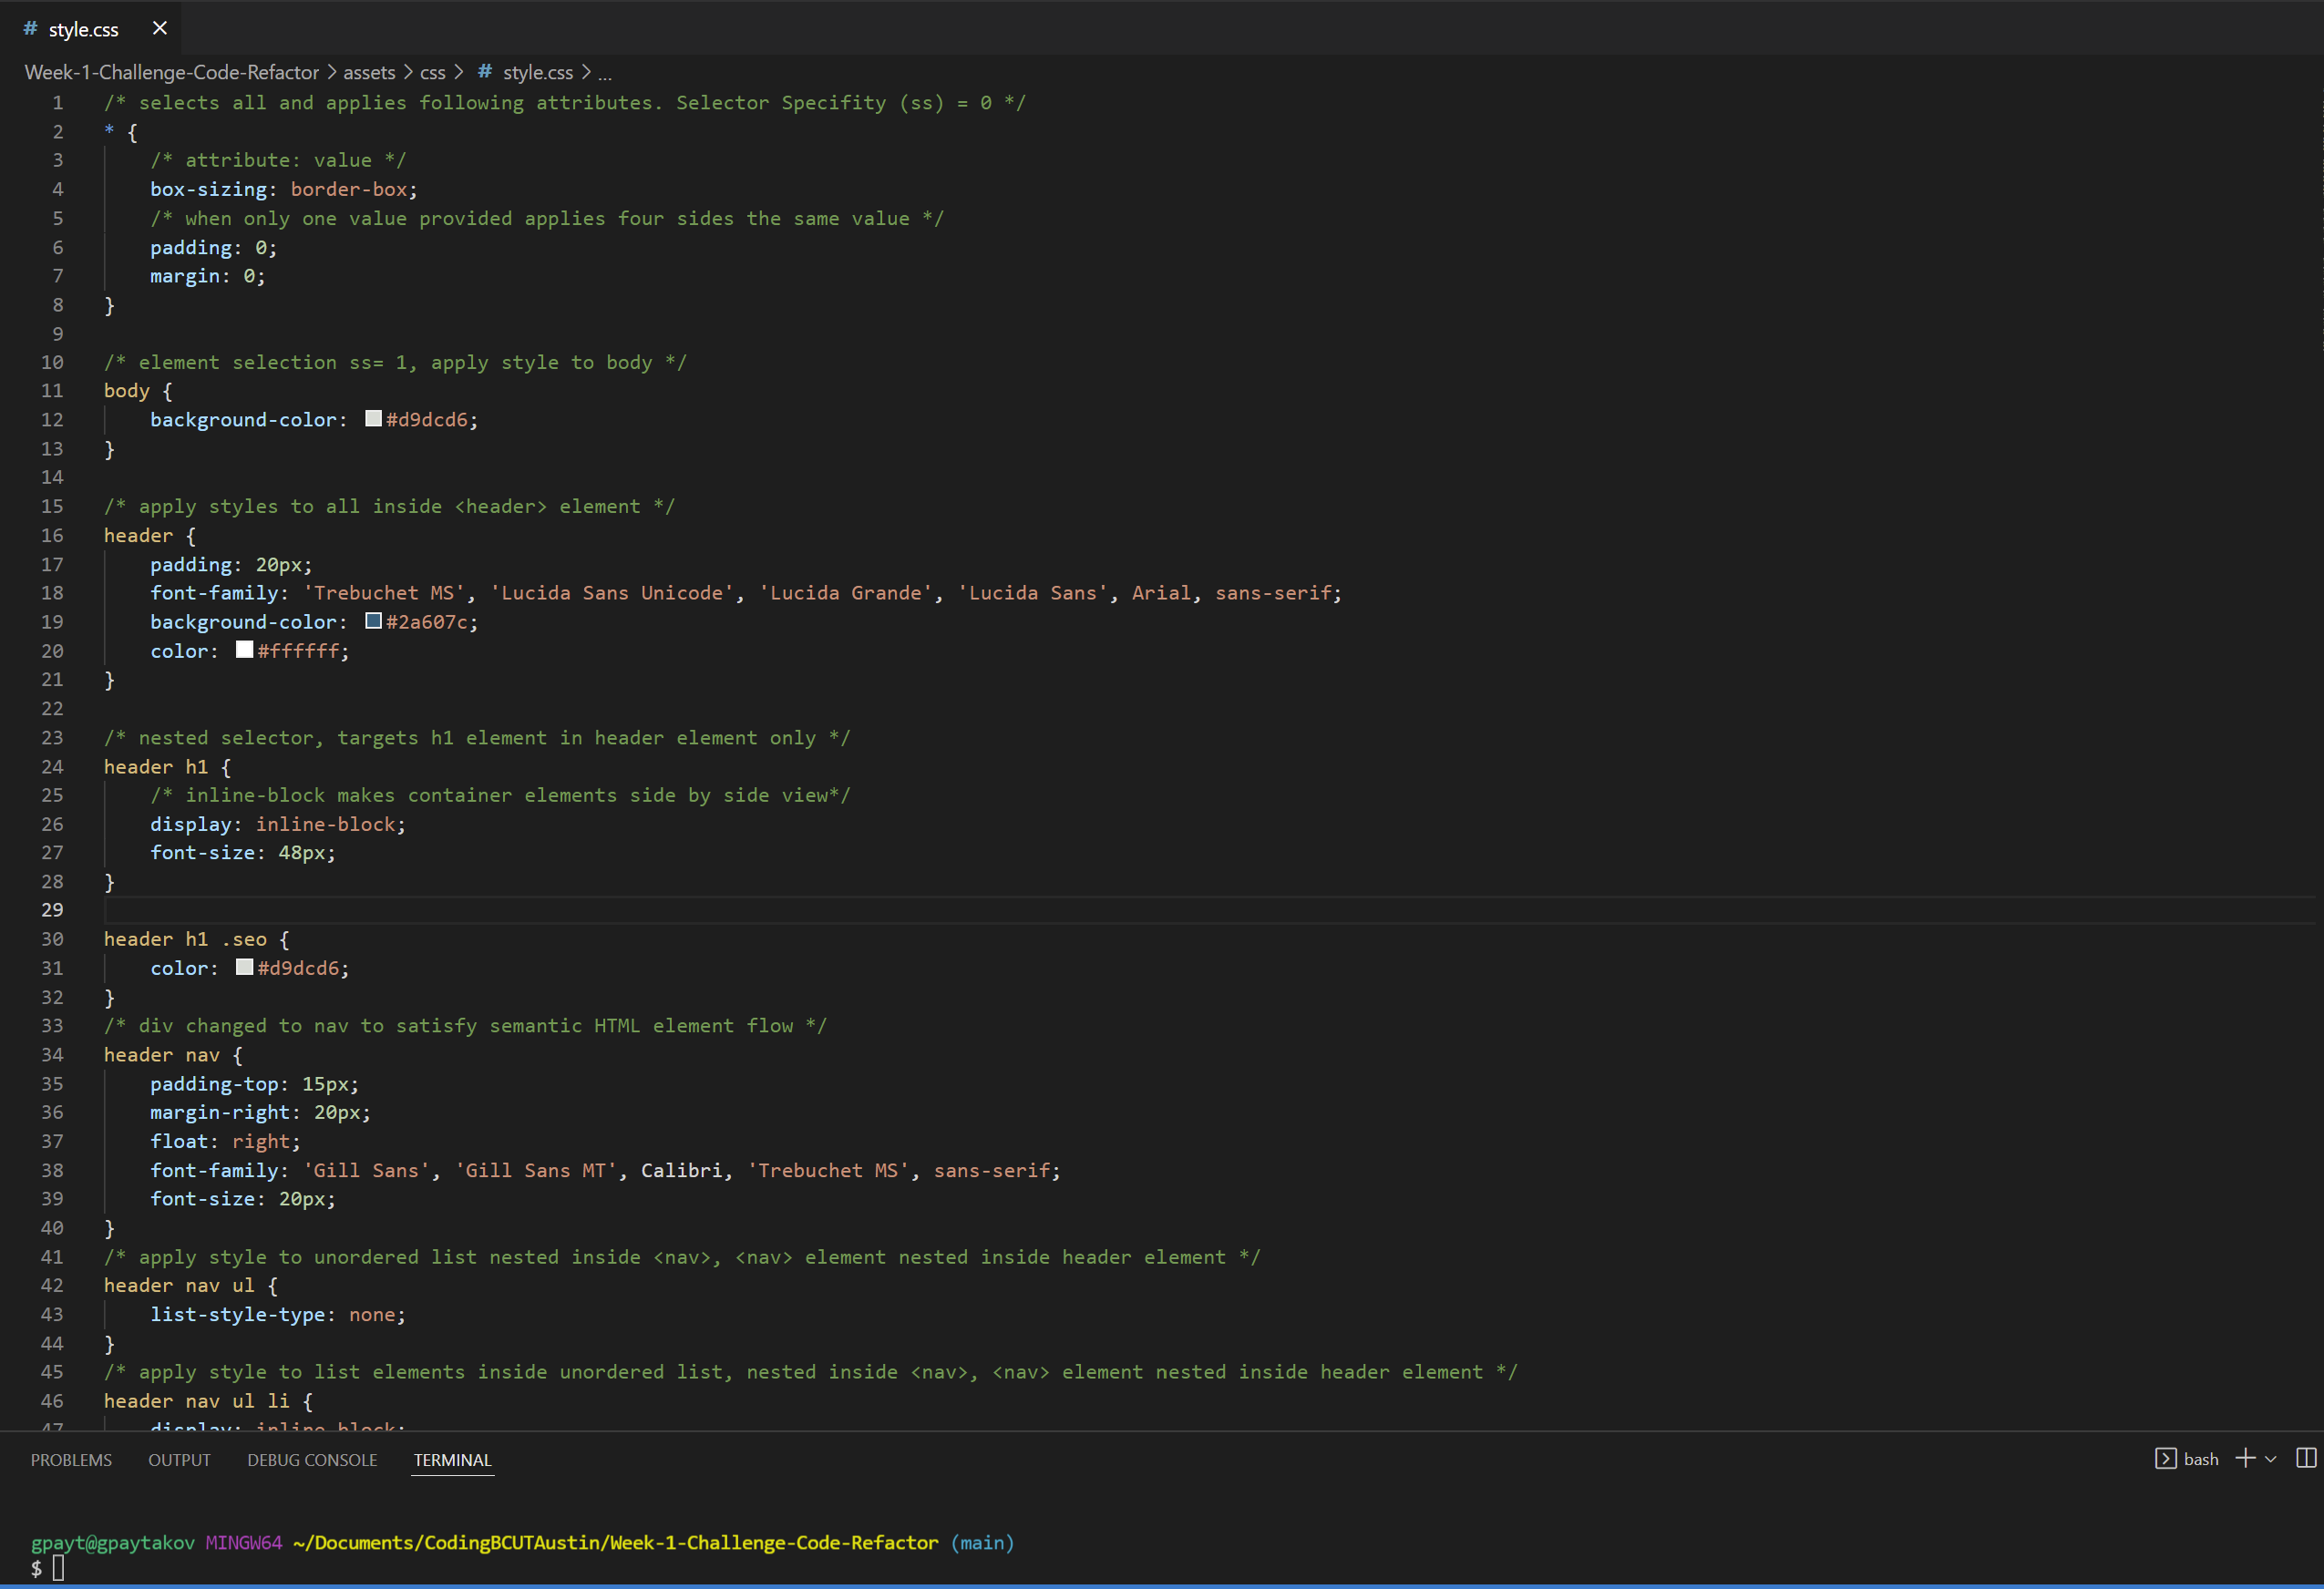 # style.css ×
Week-1-Challenge-Code-Refactor > assets > css > # style.css > ...
1 /* selects all and applies following attributes. Selector Specifity (ss) = 0 */
2 * {
3 /* attribute: value */
4 box-sizing: border-box;
5 /* when only one value provided applies four sides the same value */
6 padding: 0;
7 margin: 0;
8 }
9
10 /* element selection ss= 1, apply style to body */
11 body {
12 background-color: #d9dcd6;
13 }
14
15 /* apply styles to all inside <header> element */
16 header {
17 padding: 20px;
18 font-family: 'Trebuchet MS', 'Lucida Sans Unicode', 'Lucida Grande', 'Lucida Sans', Arial, sans-serif;
19 background-color: #2a607c;
20 color: #ffffff;
21 }
22
23 /* nested selector, targets h1 element in header element only */
24 header h1 {
25 /* inline-block makes container elements side by side view*/
26 display: inline-block;
27 font-size: 48px;
28 }
29
30 header h1 .seo {
31 color: #d9dcd6;
32 }
33 /* div changed to nav to satisfy semantic HTML element flow */
34 header nav {
35 padding-top: 15px;
36 margin-right: 20px;
37 float: right;
38 font-family: 'Gill Sans', 'Gill Sans MT', Calibri, 'Trebuchet MS', sans-serif;
39 font-size: 20px;
40 }
41 /* apply style to unordered list nested inside <nav>, <nav> element nested inside header element */
42 header nav ul {
43 list-style-type: none;
44 }
45 /* apply style to list elements inside unordered list, nested inside <nav>, <nav> element nested inside header element */
46 header nav ul li {
47 display: inline-block;
PROBLEMS OUTPUT DEBUG CONSOLE TERMINAL bash
gpayt@gpaytakov MINGW64 ~/Documents/CodingBCUTAustin/Week-1-Challenge-Code-Refactor (main)
$